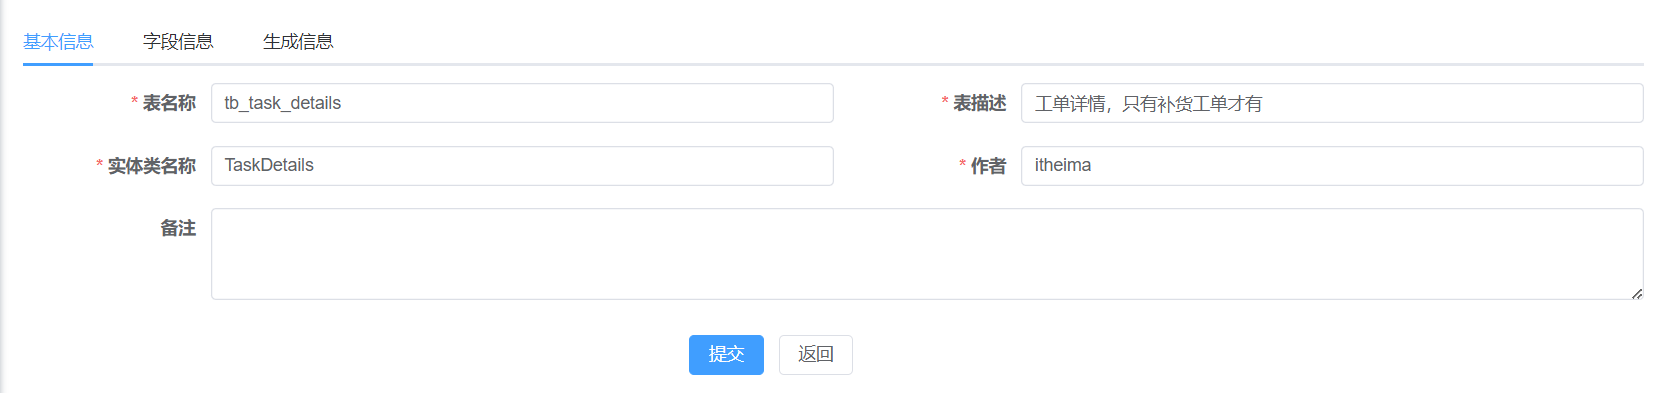 基本信息 字段信息 生成信息
* 表名称 tb_task_details * 表描述 工单详情，只有补货工单才有
* 实体类名称 TaskDetails * 作者 itheima
备注
提交 返回